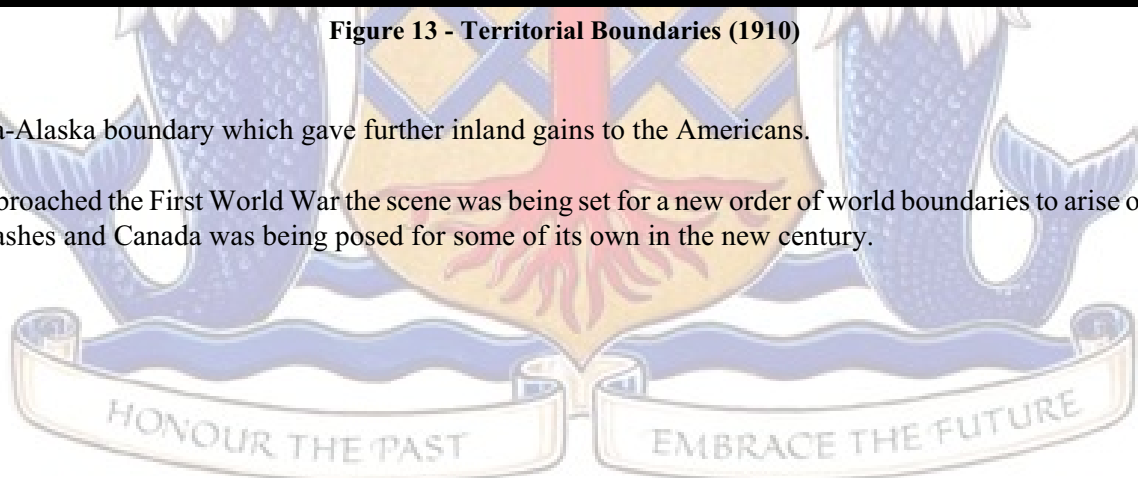 Figure 13 - Territorial Boundaries (1910)
a-Alaska boundary which gave further inland gains to the Americans.
proached the First World War the scene was being set for a new order of world boundaries to arise o
ashes and Canada was being posed for some of its own in the new century.
HONOUR THE PAST
EMBRACE THE FUTURE